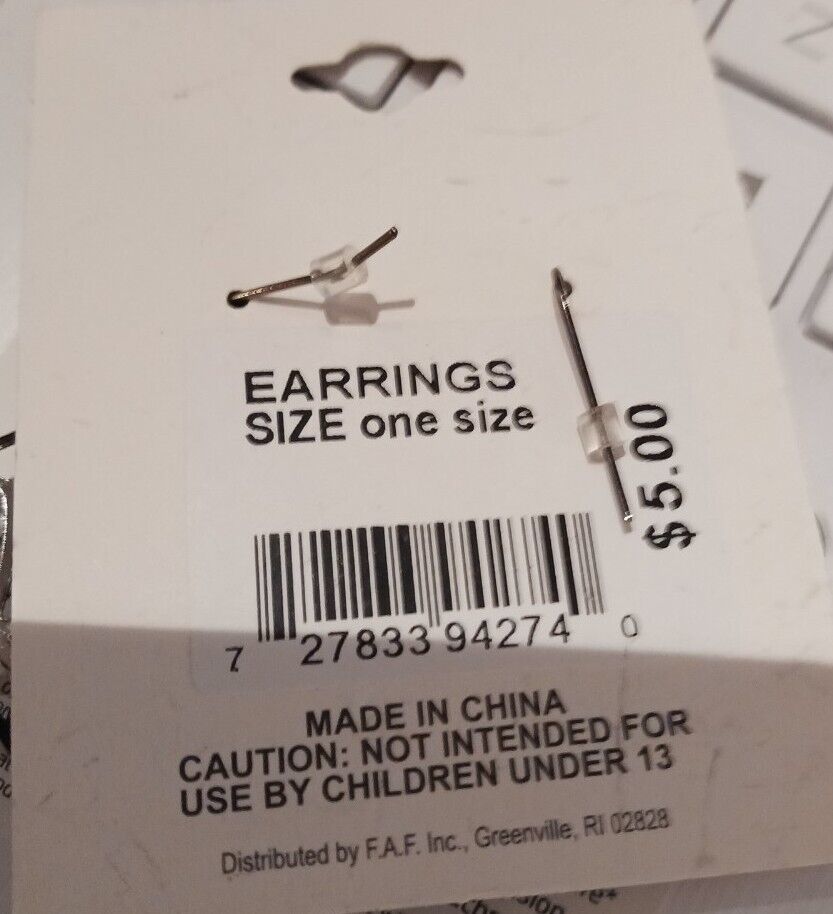 EARRINGS
SIZE one size
$5.00
7 27833 94274 0
MADE IN CHINA
CAUTION: NOT INTENDED FOR
USE BY CHILDREN UNDER 13
Distributed by F.A.F. Inc., Greenville, RI 02828